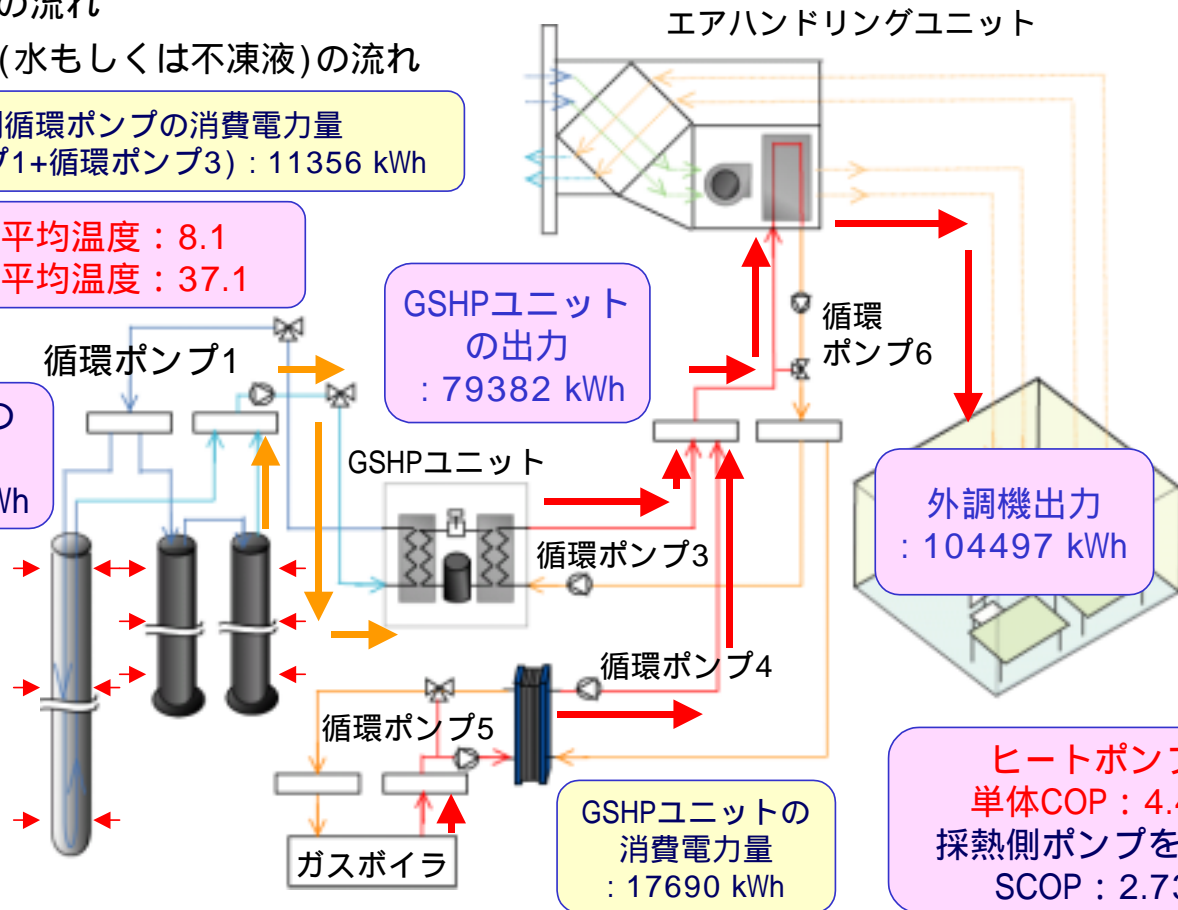 の流れ
エアハンドリングユニット
(水もしくは不凍液)の流れ
循環ポンプの消費電力量
プ1+循環ポンプ3)：11356 kWh
平均温度：8.1
平均温度：37.1
GSHPユニット
の出力
：79382 kWh
循環
ポンプ6
循環ポンプ1
の
Wh
GSHPユニット
外調機出力
：104497 kWh
循環ポンプ3
循環ポンプ4
循環ポンプ5
ガスボイラ
GSHPユニットの
消費電力量
：17690 kWh
ヒートポンプ
単体COP：4.4
採熱側ポンプを
SCOP：2.73